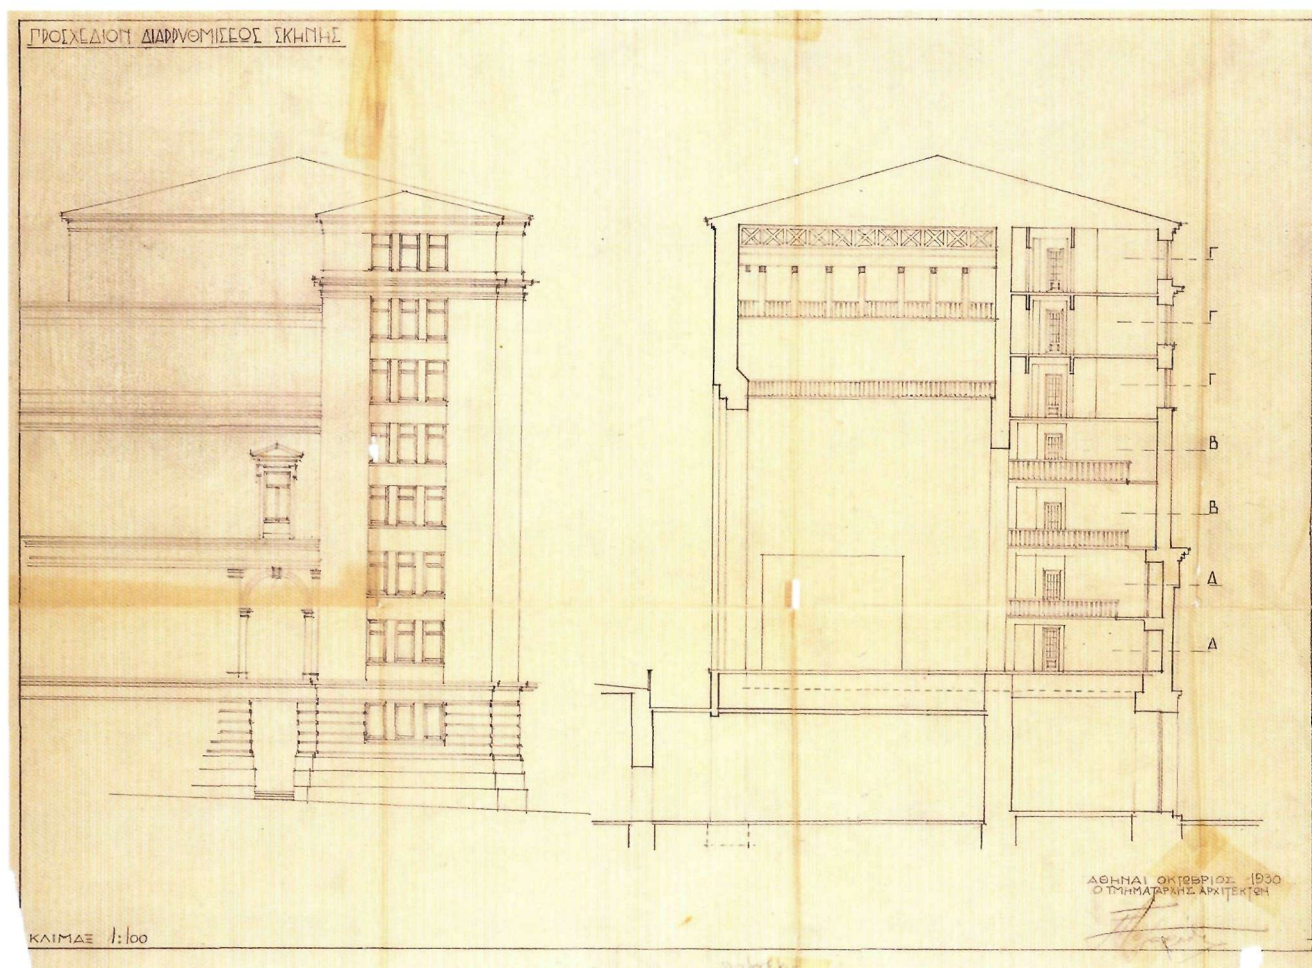 ΠΡΟΣΧΕΔΙΟΝ ΔΙΑΡΡΥΘΜΙΣΕΩΣ ΣΚΗΝΗΣ
Γ
Γ
Γ
Β
Β
Δ
Δ
ΑΘΗΝΑΙ ΟΚΤΩΒΡΙΟΣ 1930
Ο ΤΜΗΜΑΤΑΡΧΗΣ ΑΡΧΙΤΕΚΤΩΝ
ΚΛΙΜΑΞ 1:100